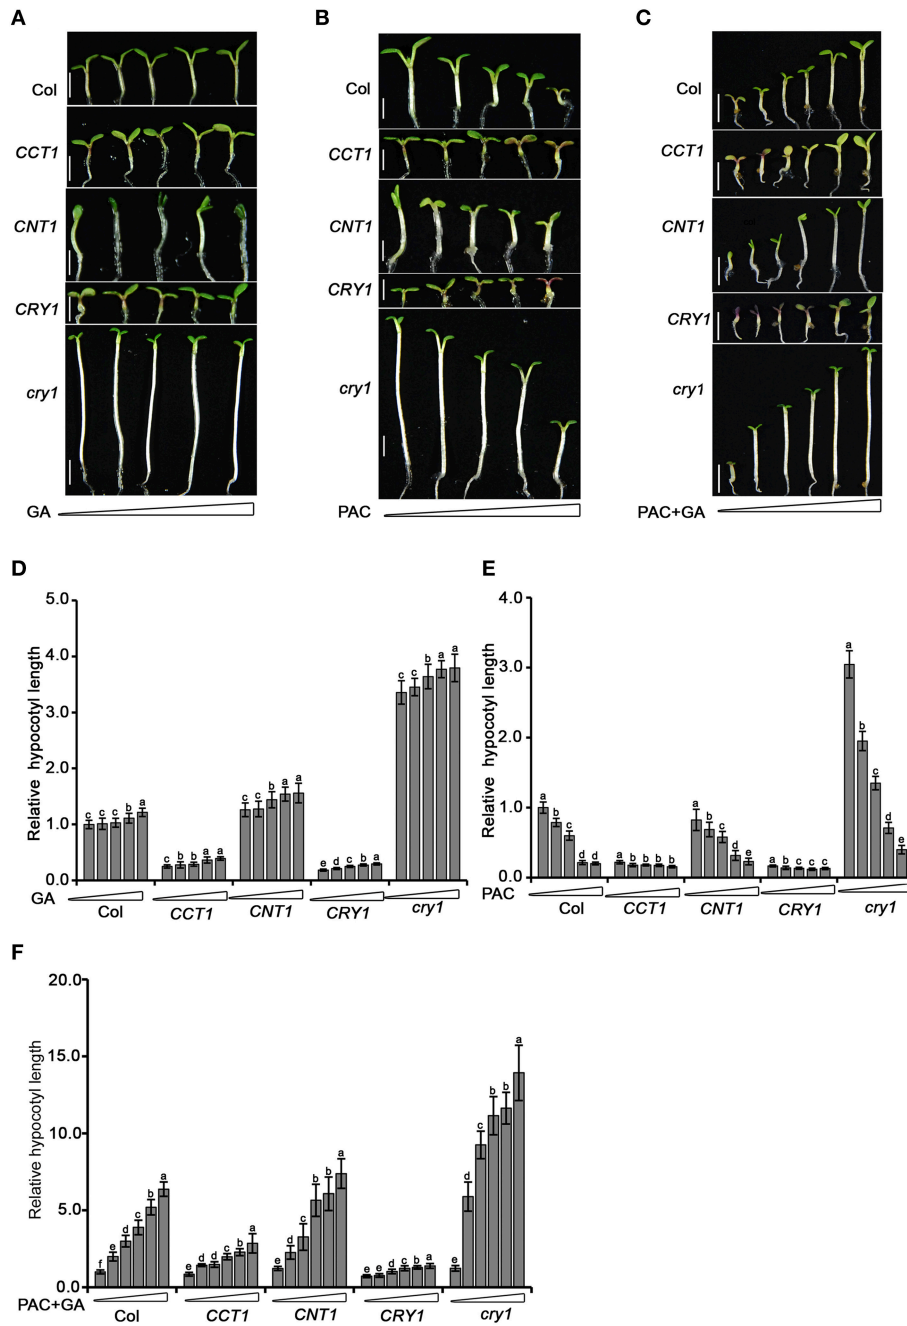 A
B
C
Col
CCT1
CNT1
CRY1
cry1
GA
Col
CCT1
CNT1
CRY1
cry1
PAC
Col
CCT1
CNT1
CRY1
cry1
PAC+GA
D
Relative hypocotyl length
5.0
4.0
3.0
2.0
1.0
0.0
c c c b a
c b b a a
c c b a a
e d c b a
c c b a a
GA
Col CCT1 CNT1 CRY1 cry1
E
Relative hypocotyl length
4.0
3.0
2.0
1.0
0.0
a b c d d
a b b b b
a b c d d
a b c c c
a b c d e
PAC
Col CCT1 CNT1 CRY1 cry1
F
Relative hypocotyl length
20.0
15.0
10.0
5.0
0.0
f e d c b a
e d d c b a
e d c b b a
e e d c b a
e d c b b a
PAC+GA
Col CCT1 CNT1 CRY1 cry1